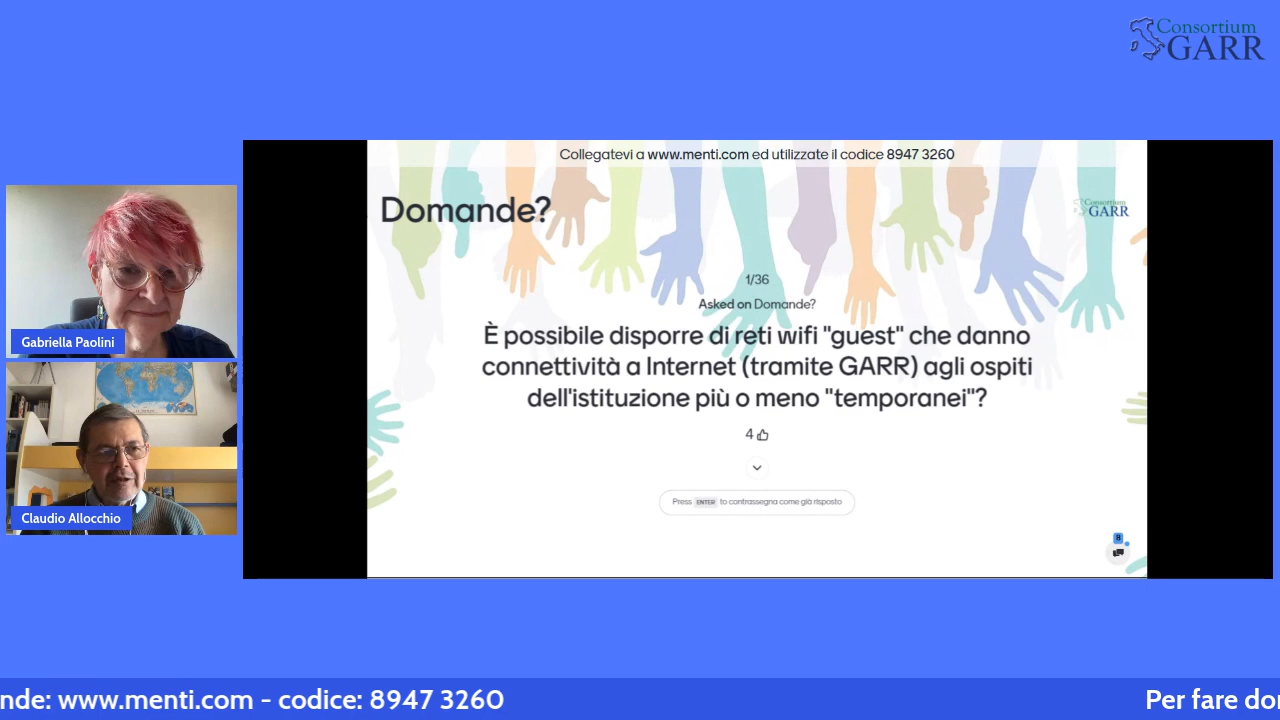 Consortium
GARR
Collegatevi a www.menti.com ed utilizzate il codice 8947 3260
Domande?
Consortium
GARR
1/36
Asked on Domande?
È possibile disporre di reti wifi "guest" che danno
connettività a Internet (tramite GARR) agli ospiti
dell'istituzione più o meno "temporanei"?
4
Press ENTER to contrassegna come già risposto
8
Gabriella Paolini
Claudio Allocchio
nde: www.menti.com - codice: 8947 3260
Per fare do